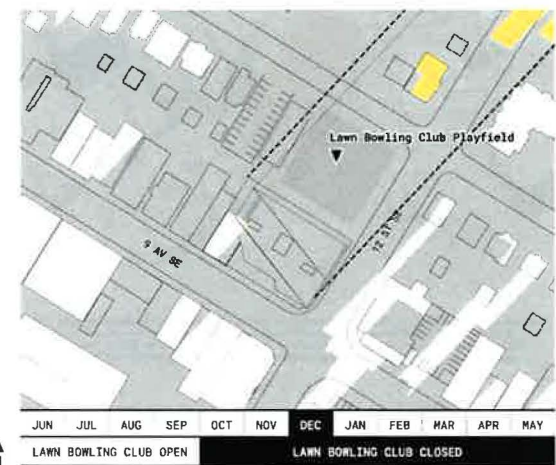 Lawn Bowling Club Playfield
9 AV SE
12 ST SE
JUN JUL AUG SEP OCT NOV DEC JAN FEB MAR APR MAY
LAWN BOWLING CLUB OPEN LAWN BOWLING CLUB CLOSED